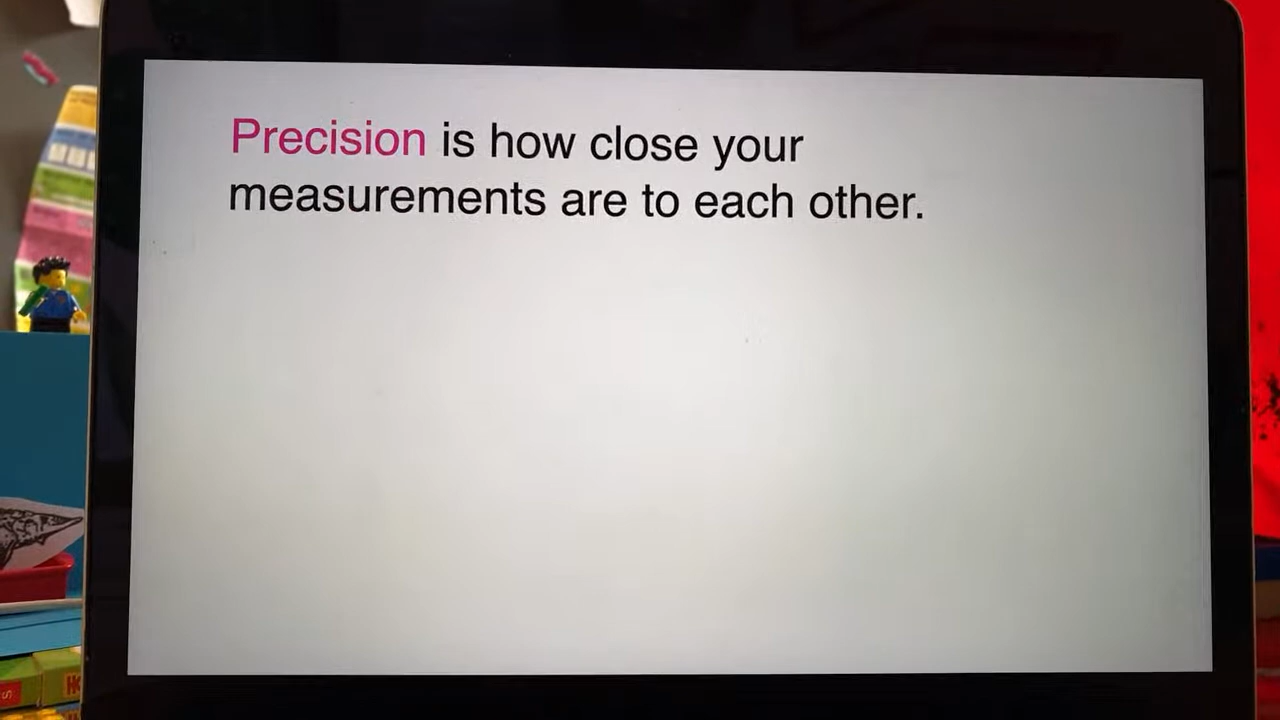 Precision is how close your
measurements are to each other.